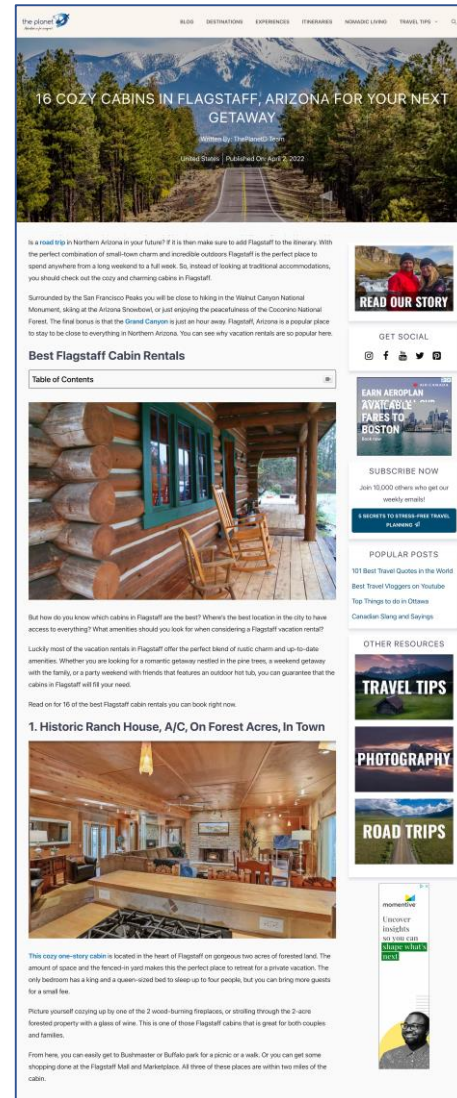 the planet D
BLOG DESTINATIONS EXPERIENCES ITINERARIES NOMADIC LIVING TRAVEL TIPS
16 COZY CABINS IN FLAGSTAFF, ARIZONA FOR YOUR NEXT
GETAWAY
Written By: ThePlanetD Team
United States | Published On: April 2, 2022
Is a road trip in Northern Arizona in your future? If it is then make sure to add Flagstaff to the itinerary. With
the perfect combination of small-town charm and incredible outdoors Flagstaff is the perfect place to
spend anywhere from a long weekend to a full week. So, instead of looking at traditional accommodations,
you should check out the cozy and charming cabins in Flagstaff.
Surrounded by the San Francisco Peaks you will be close to hiking in the Walnut Canyon National
Monument, skiing at the Arizona Snowbowl, or just enjoying the peacefulness of the Coconino National
Forest. The final bonus is that the Grand Canyon is just an hour away. Flagstaff, Arizona is a popular place
to stay to be close to everything in Northern Arizona. You can see why vacation rentals are so popular here.
Best Flagstaff Cabin Rentals
Table of Contents
But how do you know which cabins in Flagstaff are the best? Where's the best location in the city to have
access to everything? What amenities should you look for when considering a Flagstaff vacation rental?
Luckily most of the vacation rentals in Flagstaff offer the perfect blend of rustic charm and up-to-date
amenities. Whether you are looking for a romantic getaway nestled in the pine trees, a weekend getaway
with the family, or a party weekend with friends that features an outdoor hot tub, you can guarantee that the
cabins in Flagstaff will fill your need.
Read on for 16 of the best Flagstaff cabin rentals you can book right now.
1. Historic Ranch House, A/C, On Forest Acres, In Town
This cozy one-story cabin is located in the heart of Flagstaff on gorgeous two acres of forested land. The
amount of space and the fenced-in yard makes this the perfect place to retreat for a private vacation. The
only bedroom has a king and a queen-sized bed to sleep up to four people, but you can bring more guests
for a small fee.
Picture yourself cozying up by one of the 2 wood-burning fireplaces, or strolling through the 2-acre
forested property with a glass of wine. This is one of those Flagstaff cabins that is great for both couples
and families.
From here, you can easily get to Bushmaster or Buffalo park for a picnic or a walk. Or you can get some
shopping done at the Flagstaff Mall and Marketplace. All three of these places are within two miles of the
cabin.
READ OUR STORY
GET SOCIAL
EARN AEROPLAN
AVAILABLE
FARES TO
BOSTON
Book now
SUBSCRIBE NOW
Join 10,000 others who get our
weekly emails!
5 SECRETS TO STRESS-FREE TRAVEL
PLANNING
POPULAR POSTS
101 Best Travel Quotes in the World
Best Travel Vloggers on Youtube
Top Things to do in Ottawa
Canadian Slang and Sayings
OTHER RESOURCES
TRAVEL TIPS
PHOTOGRAPHY
ROAD TRIPS
momentive
Uncover
insights
so you can
shape what's
next